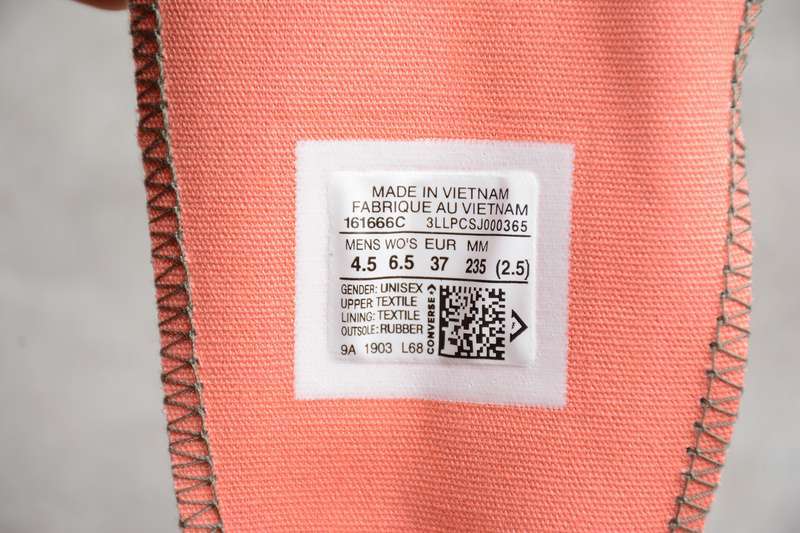 MADE IN VIETNAM
FABRIQUE AU VIETNAM
161666C 3LLPCSJ000365
MENS WO'S EUR MM
4.5 6.5 37 235 (2.5)
GENDER: UNISEX
UPPER: TEXTILE
LINING: TEXTILE
OUTSOLE: RUBBER
9A 1903 L68
CONVERSE